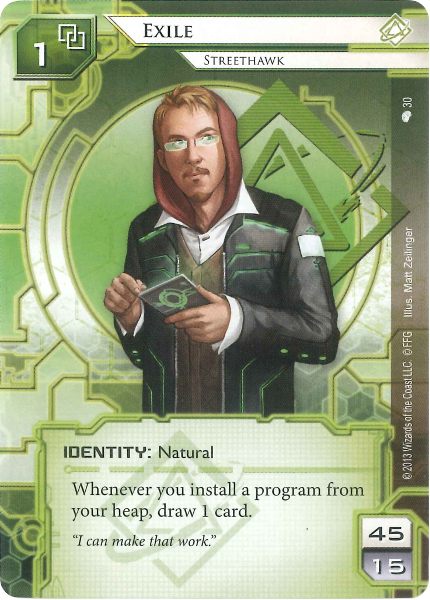 1
EXILE
STREETHAWK
30
Illus. Matt Zeilinger
© 2013 Wizards of the Coast LLC. © FFG
IDENTITY: Natural
Whenever you install a program from
your heap, draw 1 card.
“I can make that work.”
45
15